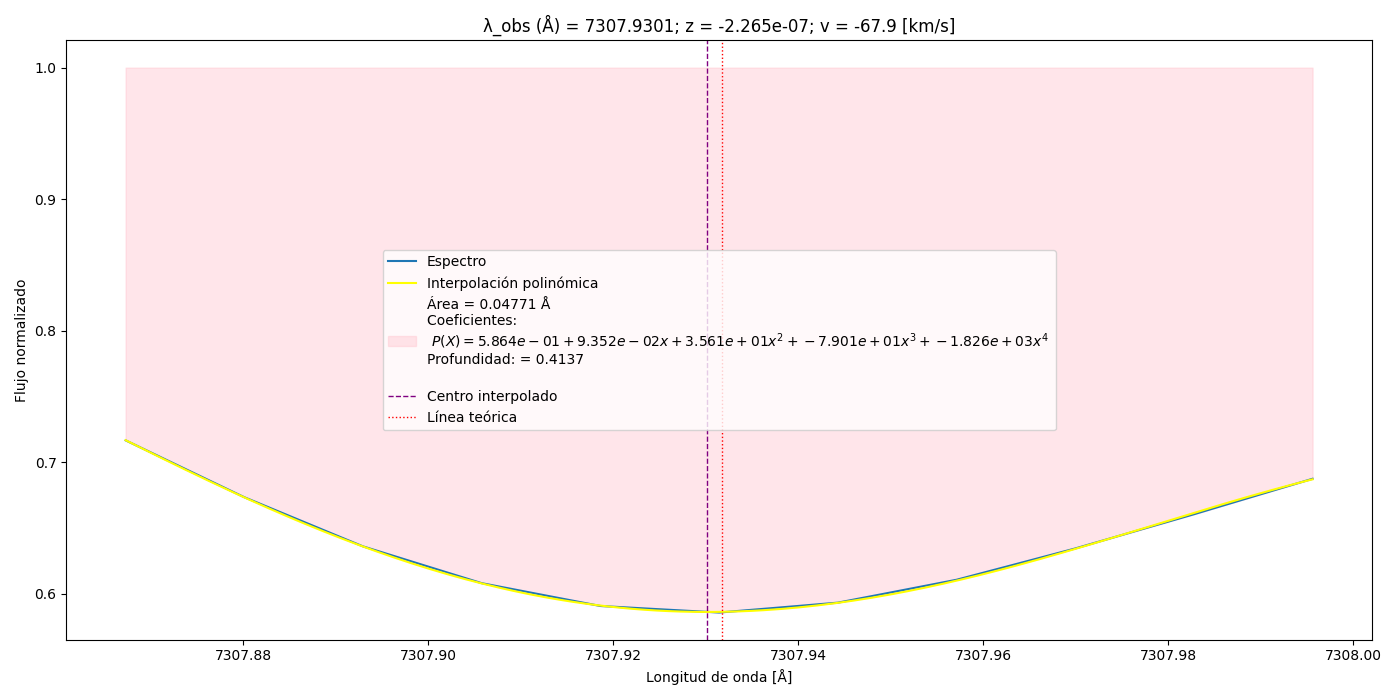 λ_obs (Å) = 7307.9301; z = -2.265e-07; v = -67.9 [km/s]
1.0
0.9
0.8
0.7
0.6
Flujo normalizado
Espectro
Interpolación polinómica
Área = 0.04771 Å
Coeficientes:
P(X) = 5.864e − 01 + 9.352e − 02x + 3.561e + 01x² + −7.901e + 01x³ + −1.826e + 03x⁴
Profundidad: = 0.4137
Centro interpolado
Línea teórica
7307.88 7307.90 7307.92 7307.94 7307.96 7307.98 7308.00
Longitud de onda [Å]